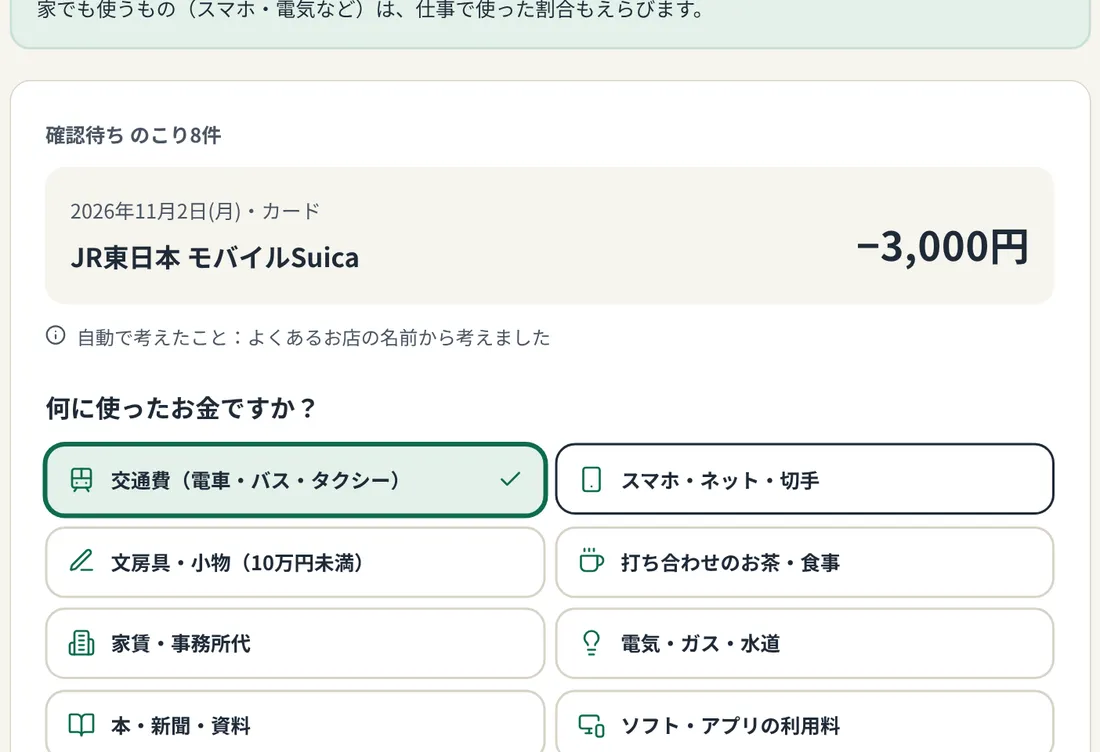 家でも使うもの（スマホ・電気など）は、仕事で使った割合もえらびます。
確認待ち のこり8件
2026年11月2日(月)・カード
JR東日本 モバイルSuica
−3,000円
自動で考えたこと：よくあるお店の名前から考えました
何に使ったお金ですか？
交通費（電車・バス・タクシー）
スマホ・ネット・切手
文房具・小物（10万円未満）
打ち合わせのお茶・食事
家賃・事務所代
電気・ガス・水道
本・新聞・資料
ソフト・アプリの利用料